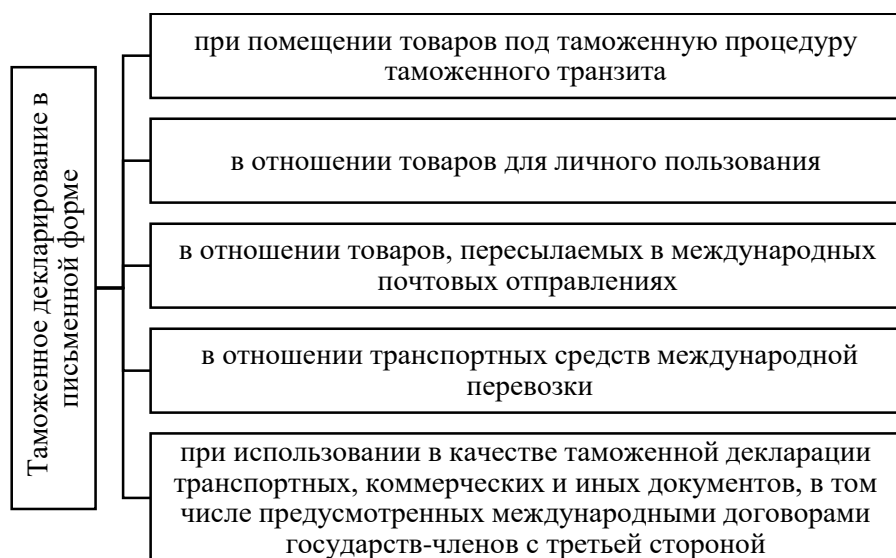 Таможенное декларирование в
письменной форме
при помещении товаров под таможенную процедуру
таможенного транзита
в отношении товаров для личного пользования
в отношении товаров, пересылаемых в международных
почтовых отправлениях
в отношении транспортных средств международной
перевозки
при использовании в качестве таможенной декларации
транспортных, коммерческих и иных документов, в том
числе предусмотренных международными договорами
государств-членов с третьей стороной